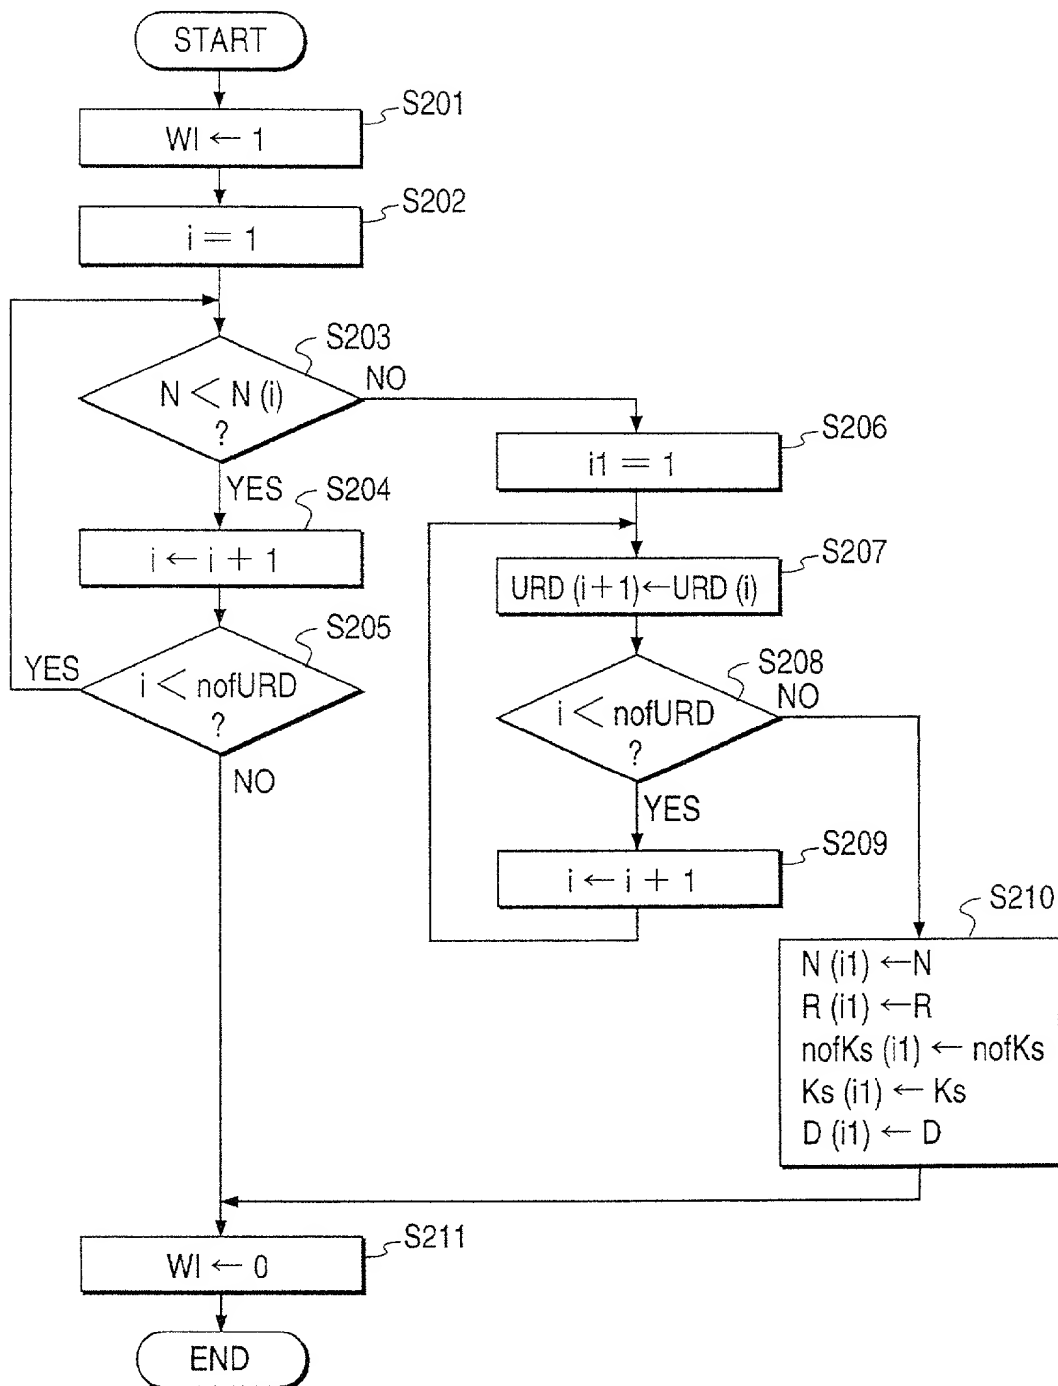 START
S201
WI ← 1
S202
i = 1
S203
N < N (i)
?
NO
YES
S204
i ← i + 1
S205
YES
i < nofURD
?
NO
S206
i1 = 1
S207
URD (i+1)←URD (i)
S208
NO
i < nofURD
?
YES
S209
i ← i + 1
S210
N (i1) ←N
R (i1) ←R
nofKs (i1) ← nofKs
Ks (i1) ← Ks
D (i1) ← D
S211
WI ← 0
END